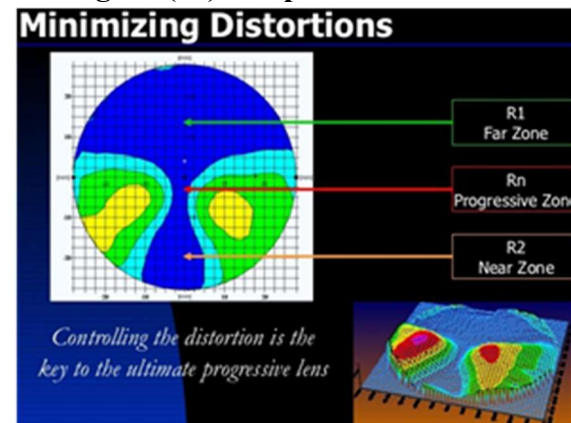 Minimizing Distortions
R1
Far Zone
Rn
Progressive Zone
R2
Near Zone
Controlling the distortion is the
key to the ultimate progressive lens